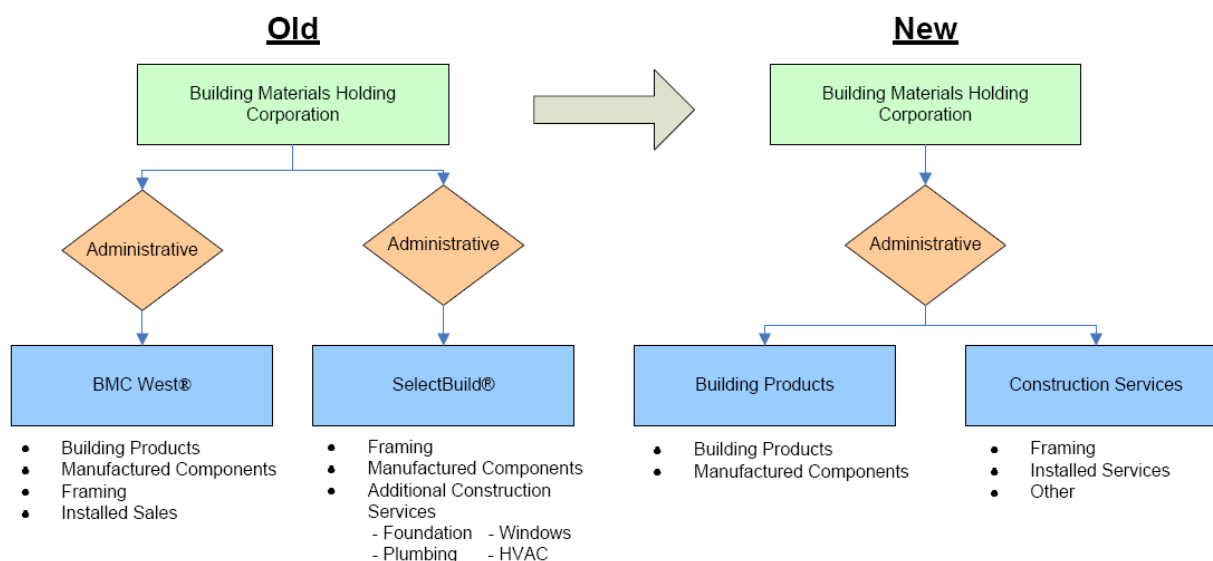 Old
Building Materials Holding
Corporation
Administrative
Administrative
BMC West®
• Building Products
• Manufactured Components
• Framing
• Installed Sales
SelectBuild®
• Framing
• Manufactured Components
• Additional Construction
Services
- Foundation - Windows
- Plumbing - HVAC
New
Building Materials Holding
Corporation
Administrative
Building Products
• Building Products
• Manufactured Components
Construction Services
• Framing
• Installed Services
• Other